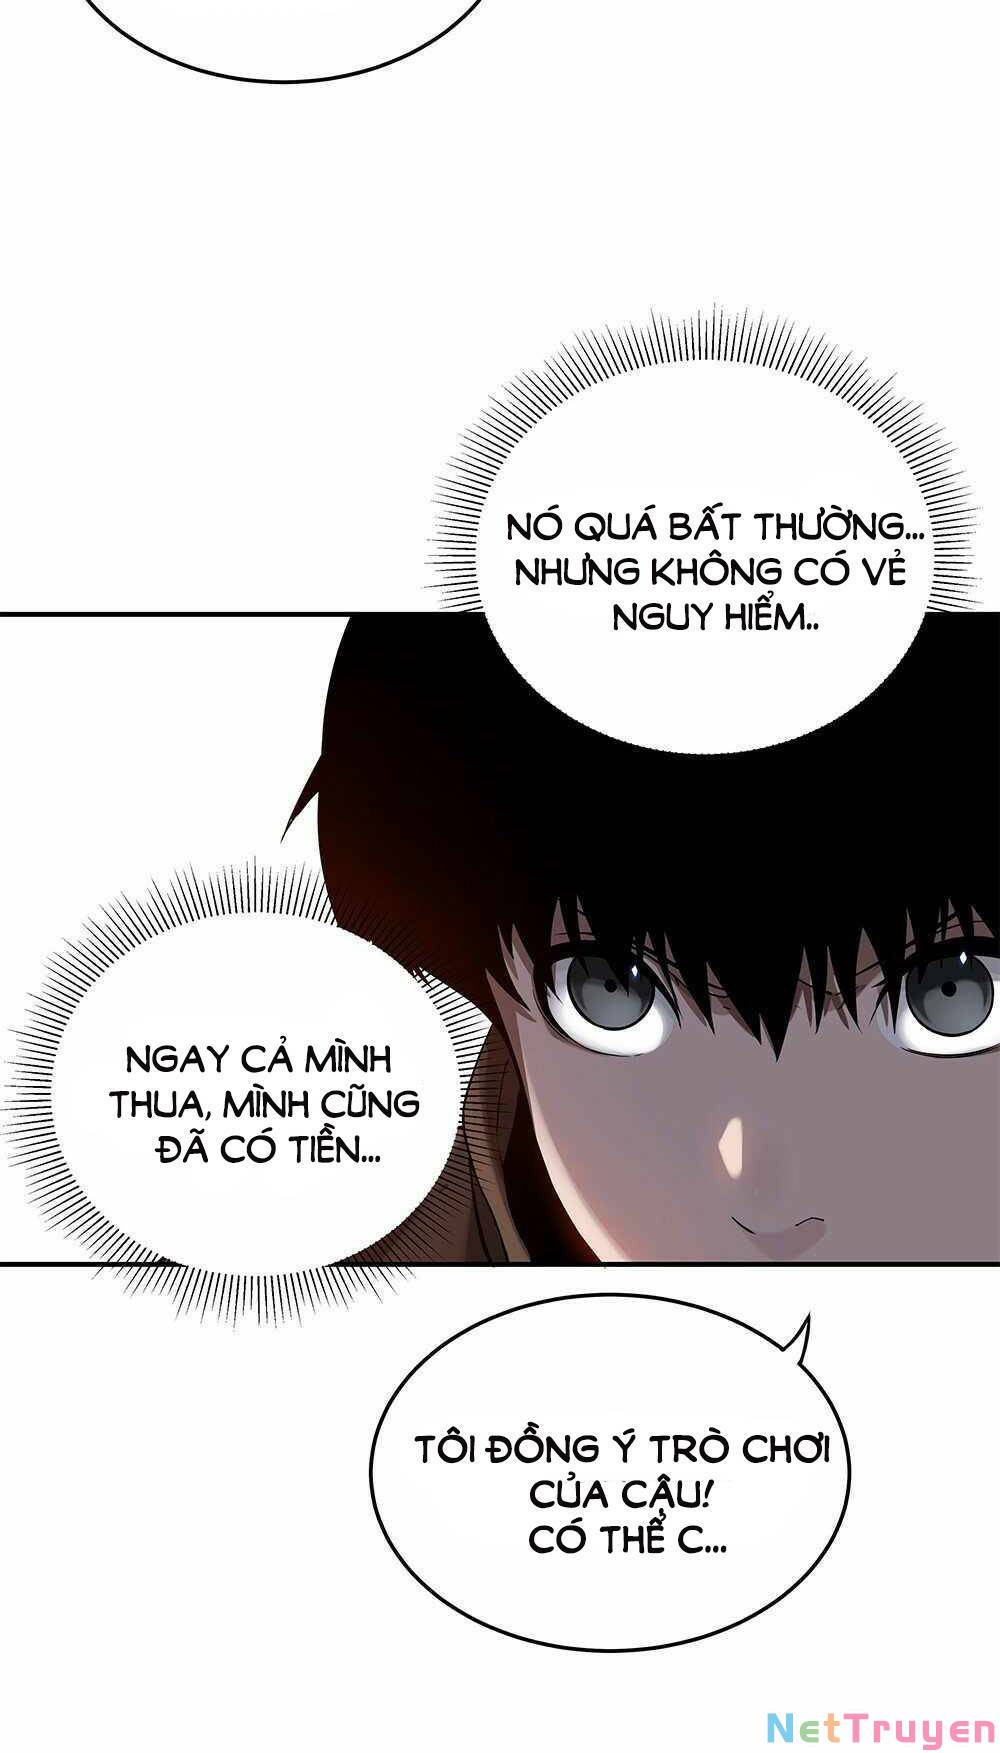 NÓ QUÁ BẤT THƯỜNG...
NHƯNG KHÔNG CÓ VẺ
NGUY HIỂM..
NGAY CẢ MÌNH
THUA, MÌNH CŨNG
ĐÃ CÓ TIỀN...
TÔI ĐỒNG Ý TRÒ CHƠI
CỦA CẬU!
CÓ THỂ C...
NetTruyen